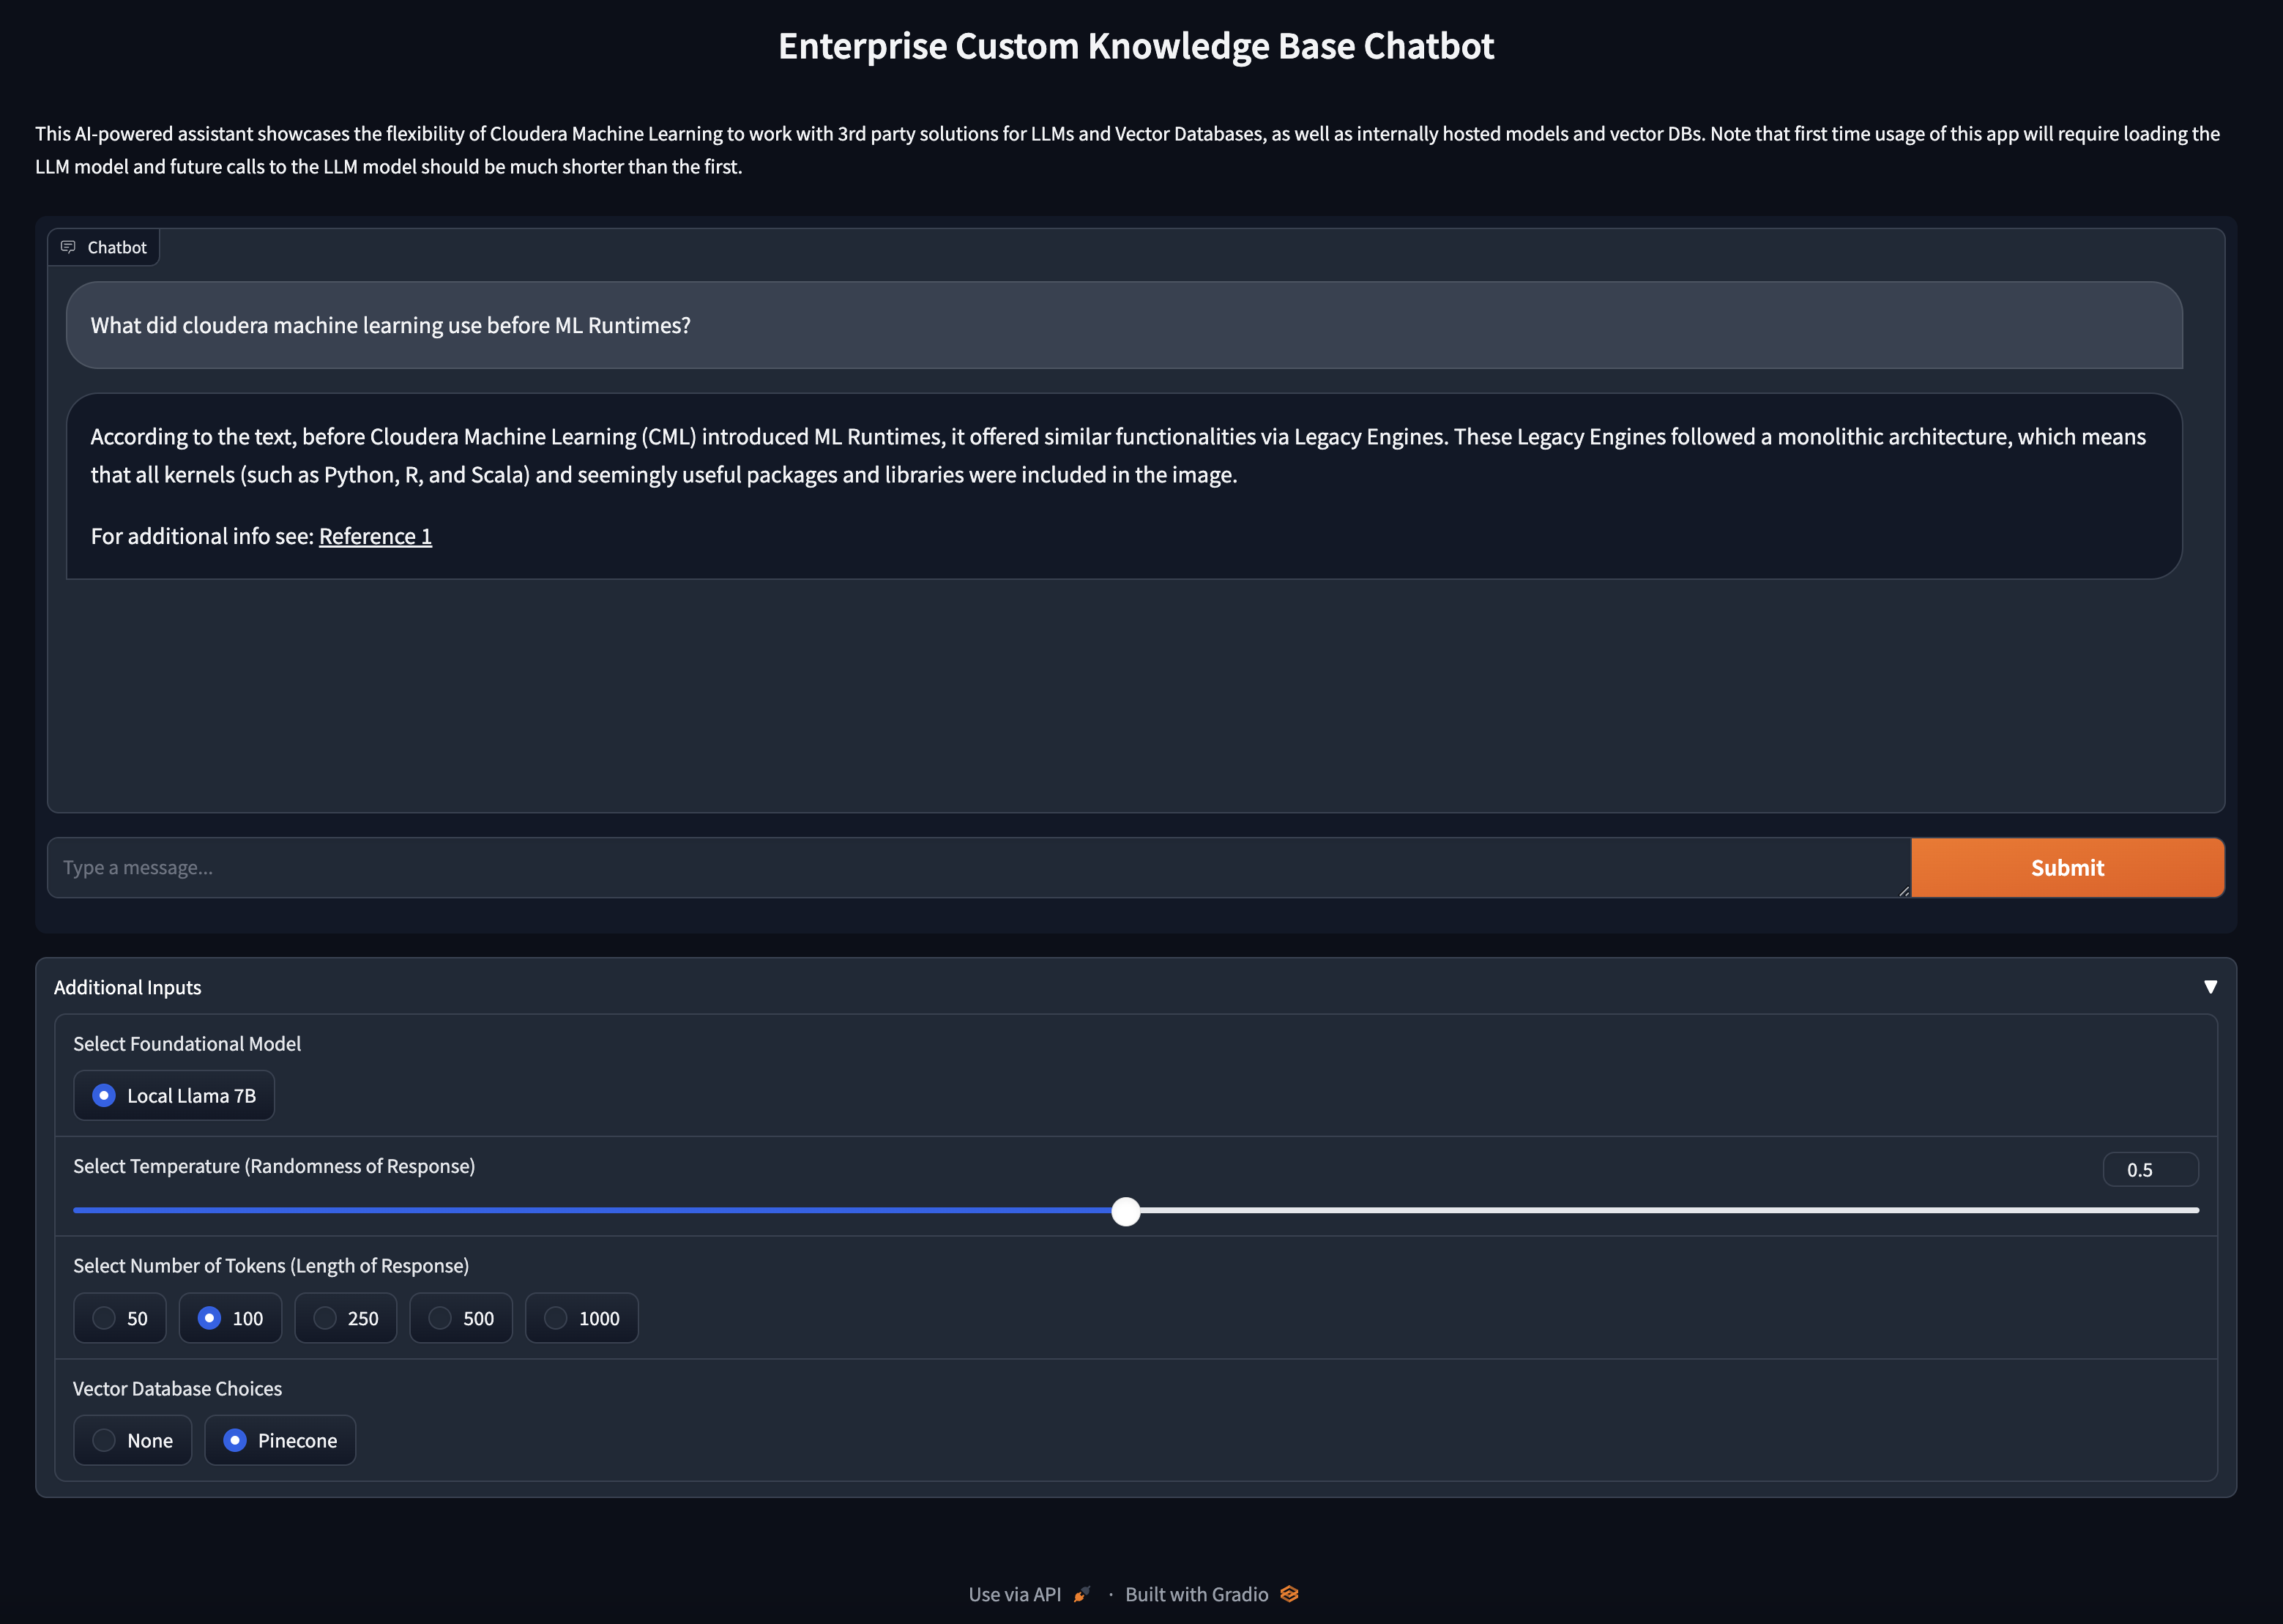 Enterprise Custom Knowledge Base Chatbot
This AI-powered assistant showcases the flexibility of Cloudera Machine Learning to work with 3rd party solutions for LLMs and Vector Databases, as well as internally hosted models and vector DBs. Note that first time usage of this app will require loading the
LLM model and future calls to the LLM model should be much shorter than the first.
Chatbot
What did cloudera machine learning use before ML Runtimes?
According to the text, before Cloudera Machine Learning (CML) introduced ML Runtimes, it offered similar functionalities via Legacy Engines. These Legacy Engines followed a monolithic architecture, which means
that all kernels (such as Python, R, and Scala) and seemingly useful packages and libraries were included in the image.
For additional info see: Reference 1
Type a message...
Submit
Additional Inputs
Select Foundational Model
Local Llama 7B
Select Temperature (Randomness of Response)
0.5
Select Number of Tokens (Length of Response)
50 100 250 500 1000
Vector Database Choices
None Pinecone
Use via API · Built with Gradio